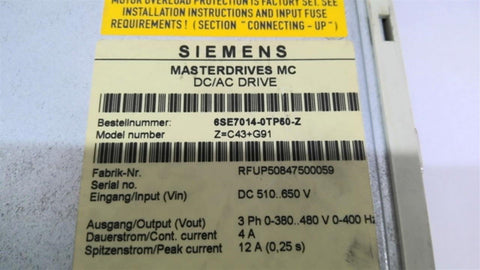 MOTOR OVERLOAD PROTECTION IS FACTORY SET. SEE
INSTALLATION INSTRUCTIONS AND INPUT FUSE
REQUIREMENTS! ( SECTION "CONNECTING - UP" )
SIEMENS
MASTERDRIVES MC
DC/AC DRIVE
Bestellnummer: 6SE7014-0TP50-Z
Model number Z=C43+G91
Fabrik-Nr. RFUP50847500059
Serial no.
Eingang/Input (Vin) DC 510..650 V
Ausgang/Output (Vout) 3 Ph 0-380..480 V 0-400 Hz
Dauerstrom/Cont. current 4 A
Spitzenstrom/Peak current 12 A (0,25 s)